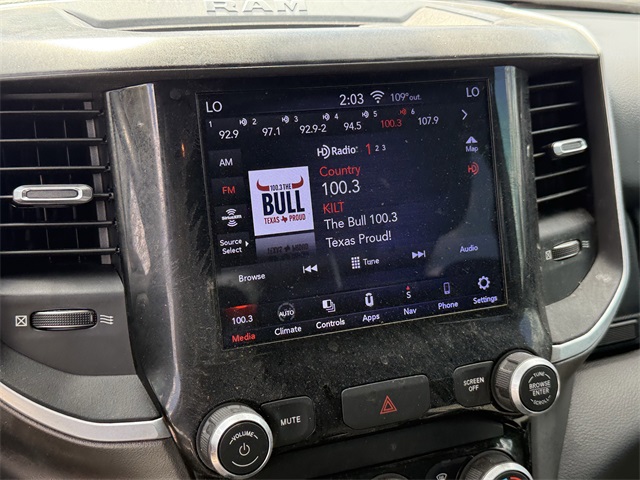 RAM
LO 2:03 109° out. LO
1 2 3 4 5 6
92.9 97.1 92.9-2 94.5 100.3 107.9
AM
HD Radio 1 2 3
Map
FM
Country
100.3
HD
100.3 THE
BULL
TEXAS PROUD
KILT
The Bull 100.3
Texas Proud!
SiriusXM
Source
Select
Browse
Tune
Audio
100.3
Media
AUTO
Climate
Controls
Apps
S
Nav
Phone
Settings
SCREEN
OFF
TUNE
BROWSE
ENTER
SCROLL
MUTE
VOLUME